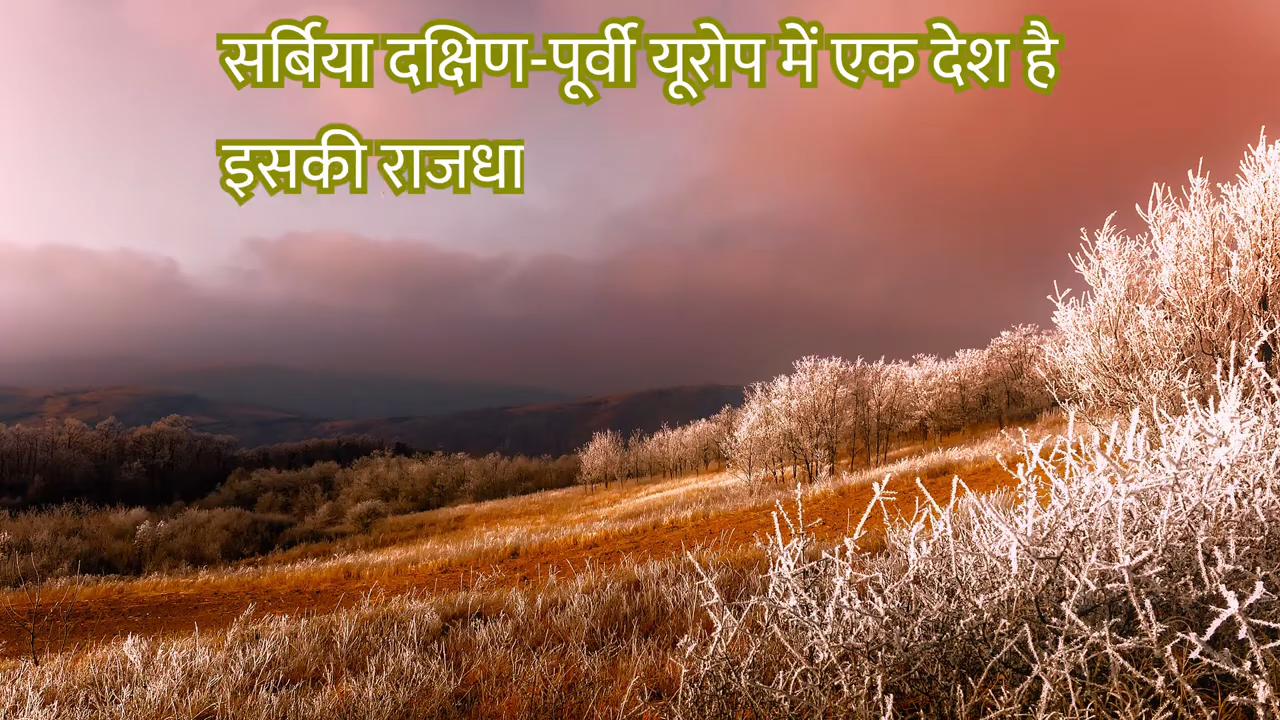 सर्बिया दक्षिण-पूर्वी यूरोप में एक देश है
इसकी राजधा